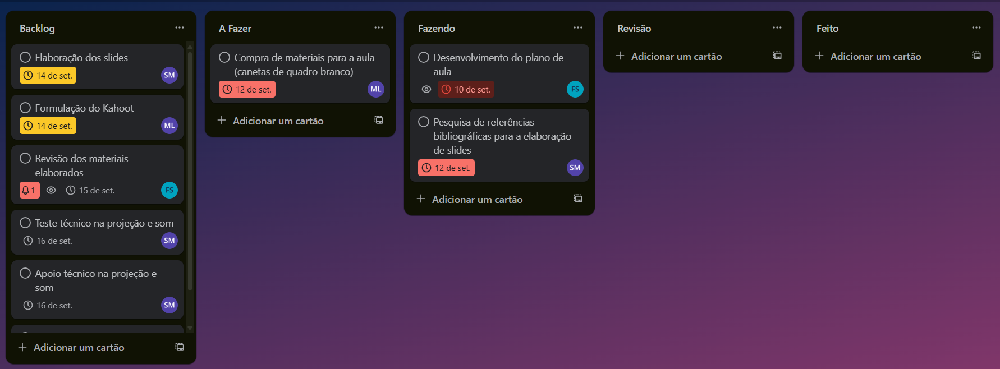 Backlog
Elaboração dos slides
14 de set.
SM
Formulação do Kahoot
14 de set.
ML
Revisão dos materiais
elaborados
1
15 de set.
FS
Teste técnico na projeção e som
16 de set.
SM
Apoio técnico na projeção e
som
16 de set.
SM
Adicionar um cartão
A Fazer
Compra de materiais para a aula
(canetas de quadro branco)
12 de set.
ML
Adicionar um cartão
Fazendo
Desenvolvimento do plano de
aula
10 de set.
FS
Pesquisa de referências
bibliográficas para a elaboração
de slides
12 de set.
SM
Adicionar um cartão
Revisão
Adicionar um cartão
Feito
Adicionar um cartão